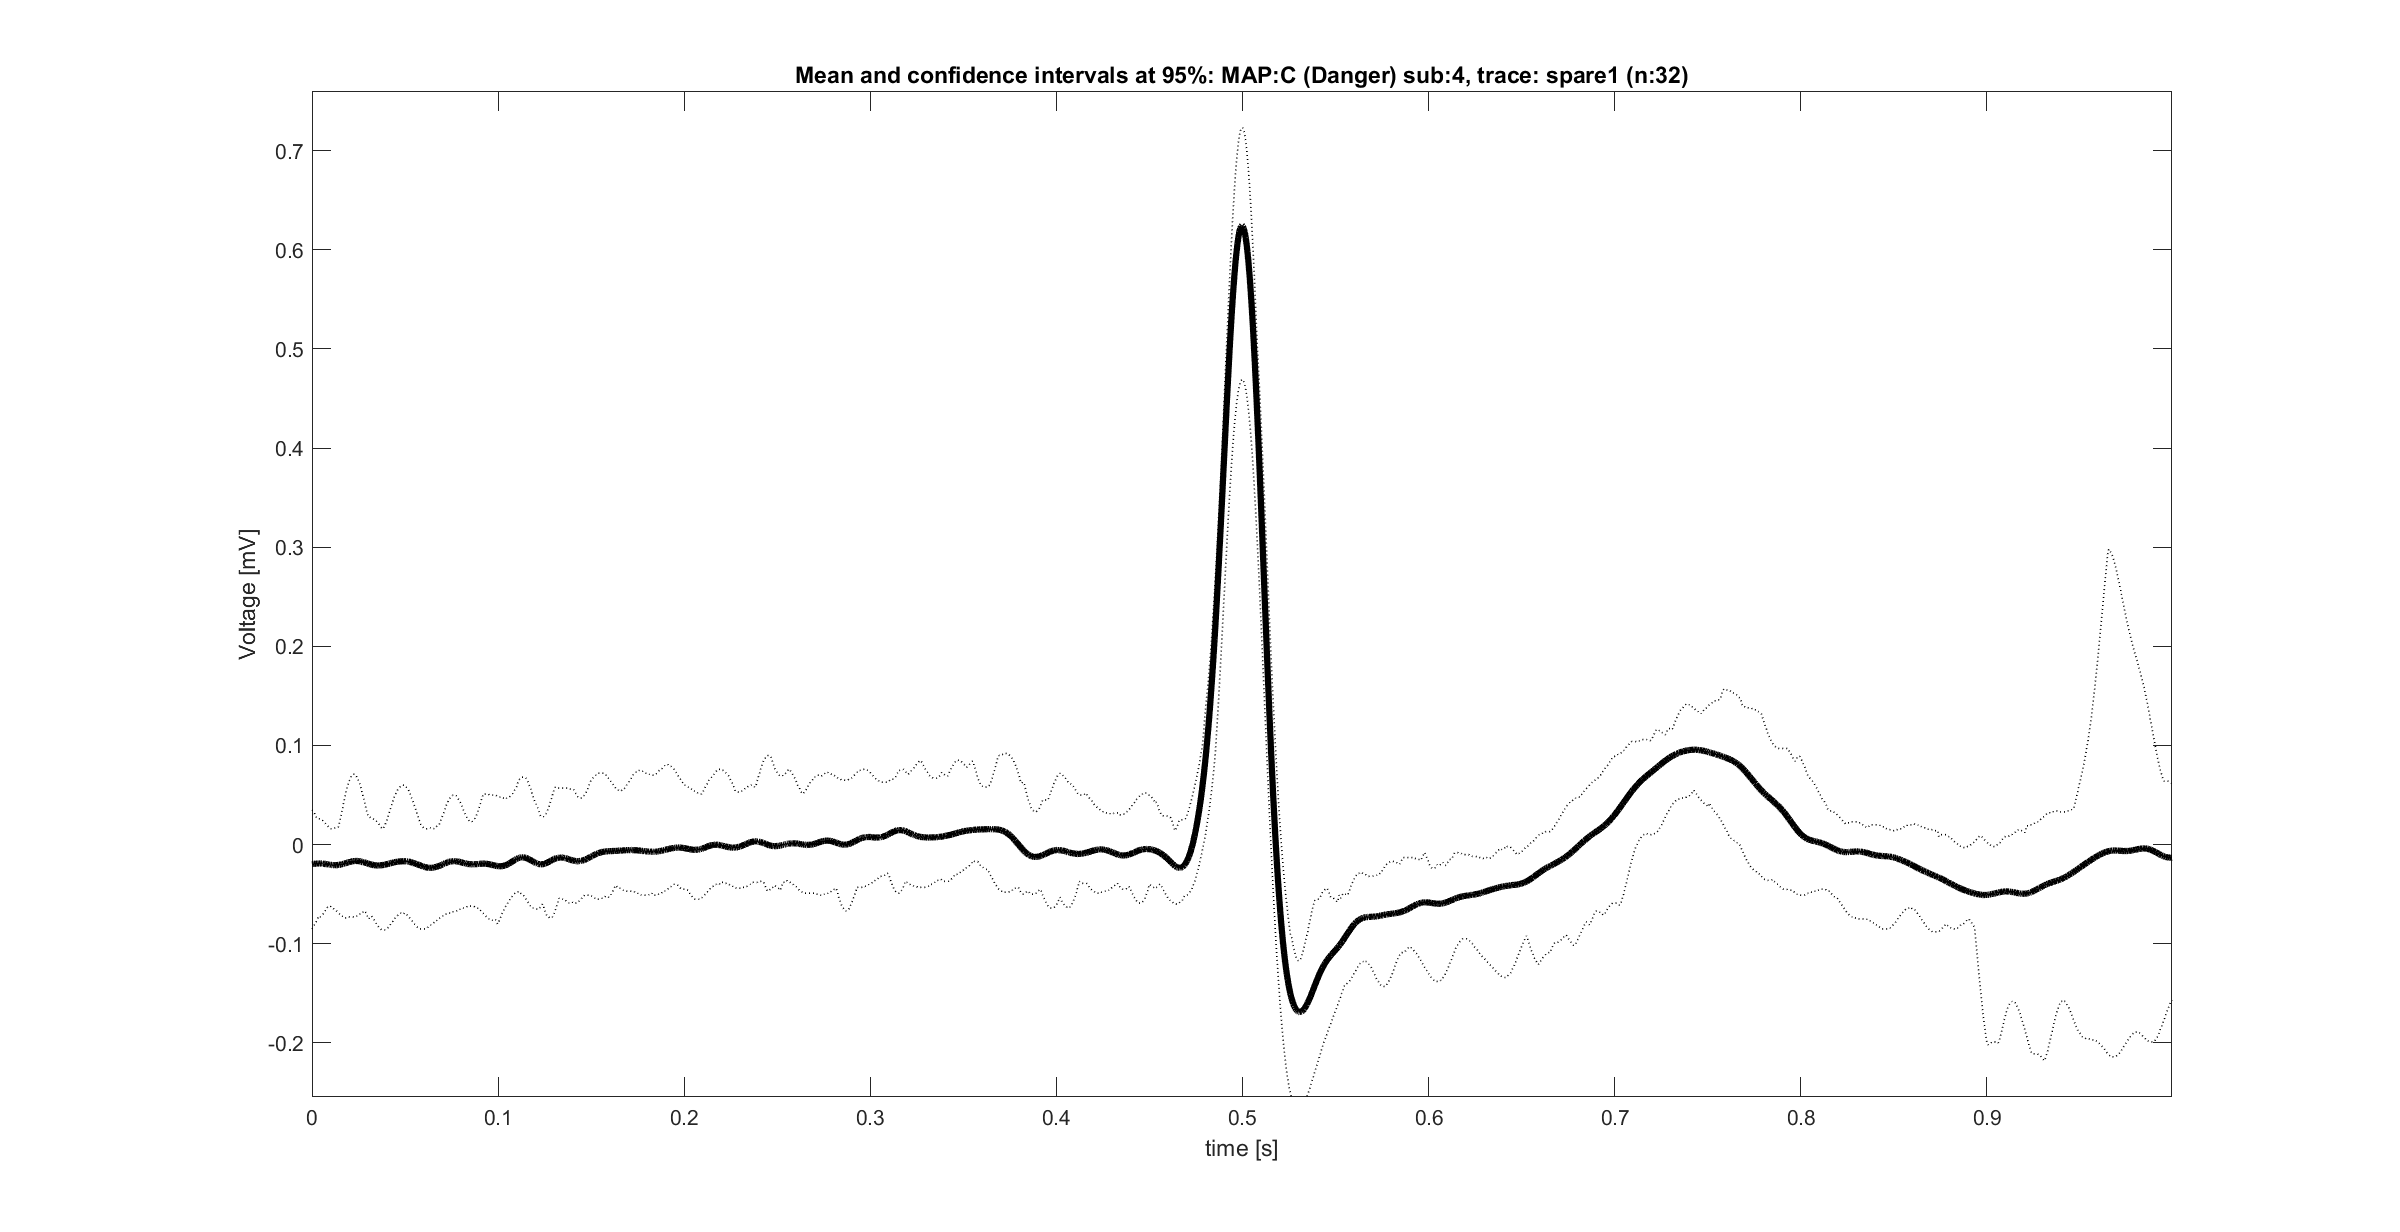 Mean and confidence intervals at 95%: MAP:C (Danger) sub:4, trace: spare1 (n:32)
0.7
0.6
0.5
0.4
0.3
0.2
0.1
0
-0.1
-0.2
Voltage [mV]
0 0.1 0.2 0.3 0.4 0.5 0.6 0.7 0.8 0.9
time [s]